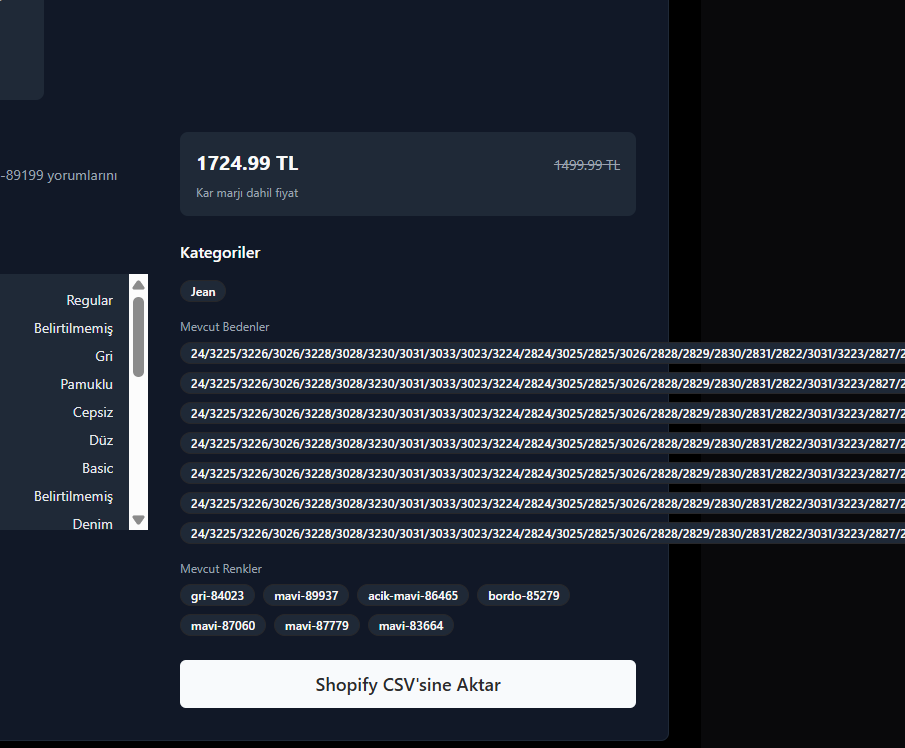 1724.99 TL
1499.99 TL
Kar marjı dahil fiyat
-89199 yorumlarını
Kategoriler
Jean
Regular
Belirtilmemiş
Gri
Pamuklu
Cepsiz
Düz
Basic
Belirtilmemiş
Denim
Mevcut Bedenler
24/3225/3226/3026/3228/3028/3230/3031/3033/3023/3224/2824/3025/2825/3026/2828/2829/2830/2831/2822/3031/3223/2827/2
24/3225/3226/3026/3228/3028/3230/3031/3033/3023/3224/2824/3025/2825/3026/2828/2829/2830/2831/2822/3031/3223/2827/2
24/3225/3226/3026/3228/3028/3230/3031/3033/3023/3224/2824/3025/2825/3026/2828/2829/2830/2831/2822/3031/3223/2827/2
24/3225/3226/3026/3228/3028/3230/3031/3033/3023/3224/2824/3025/2825/3026/2828/2829/2830/2831/2822/3031/3223/2827/2
24/3225/3226/3026/3228/3028/3230/3031/3033/3023/3224/2824/3025/2825/3026/2828/2829/2830/2831/2822/3031/3223/2827/2
24/3225/3226/3026/3228/3028/3230/3031/3033/3023/3224/2824/3025/2825/3026/2828/2829/2830/2831/2822/3031/3223/2827/2
24/3225/3226/3026/3228/3028/3230/3031/3033/3023/3224/2824/3025/2825/3026/2828/2829/2830/2831/2822/3031/3223/2827/2
Mevcut Renkler
gri-84023 mavi-89937 acik-mavi-86465 bordo-85279
mavi-87060 mavi-87779 mavi-83664
Shopify CSV'sine Aktar